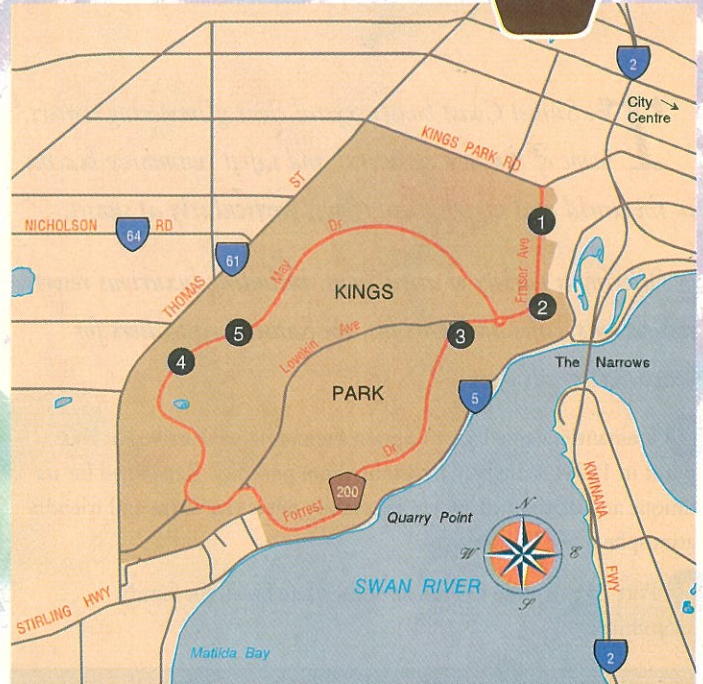 2
City
Centre
KINGS PARK RD
ST
1
NICHOLSON
64
RD
Dr
61
May
Fraser Ave
KINGS
THOMAS
2
5
Lovekin Ave
3
4
The Narrows
PARK
5
Dr
KWINANA
200
Forrest
Quarry Point
N
W
E
S
SWAN RIVER
FWY
STIRLING HWY
2
Matilda Bay